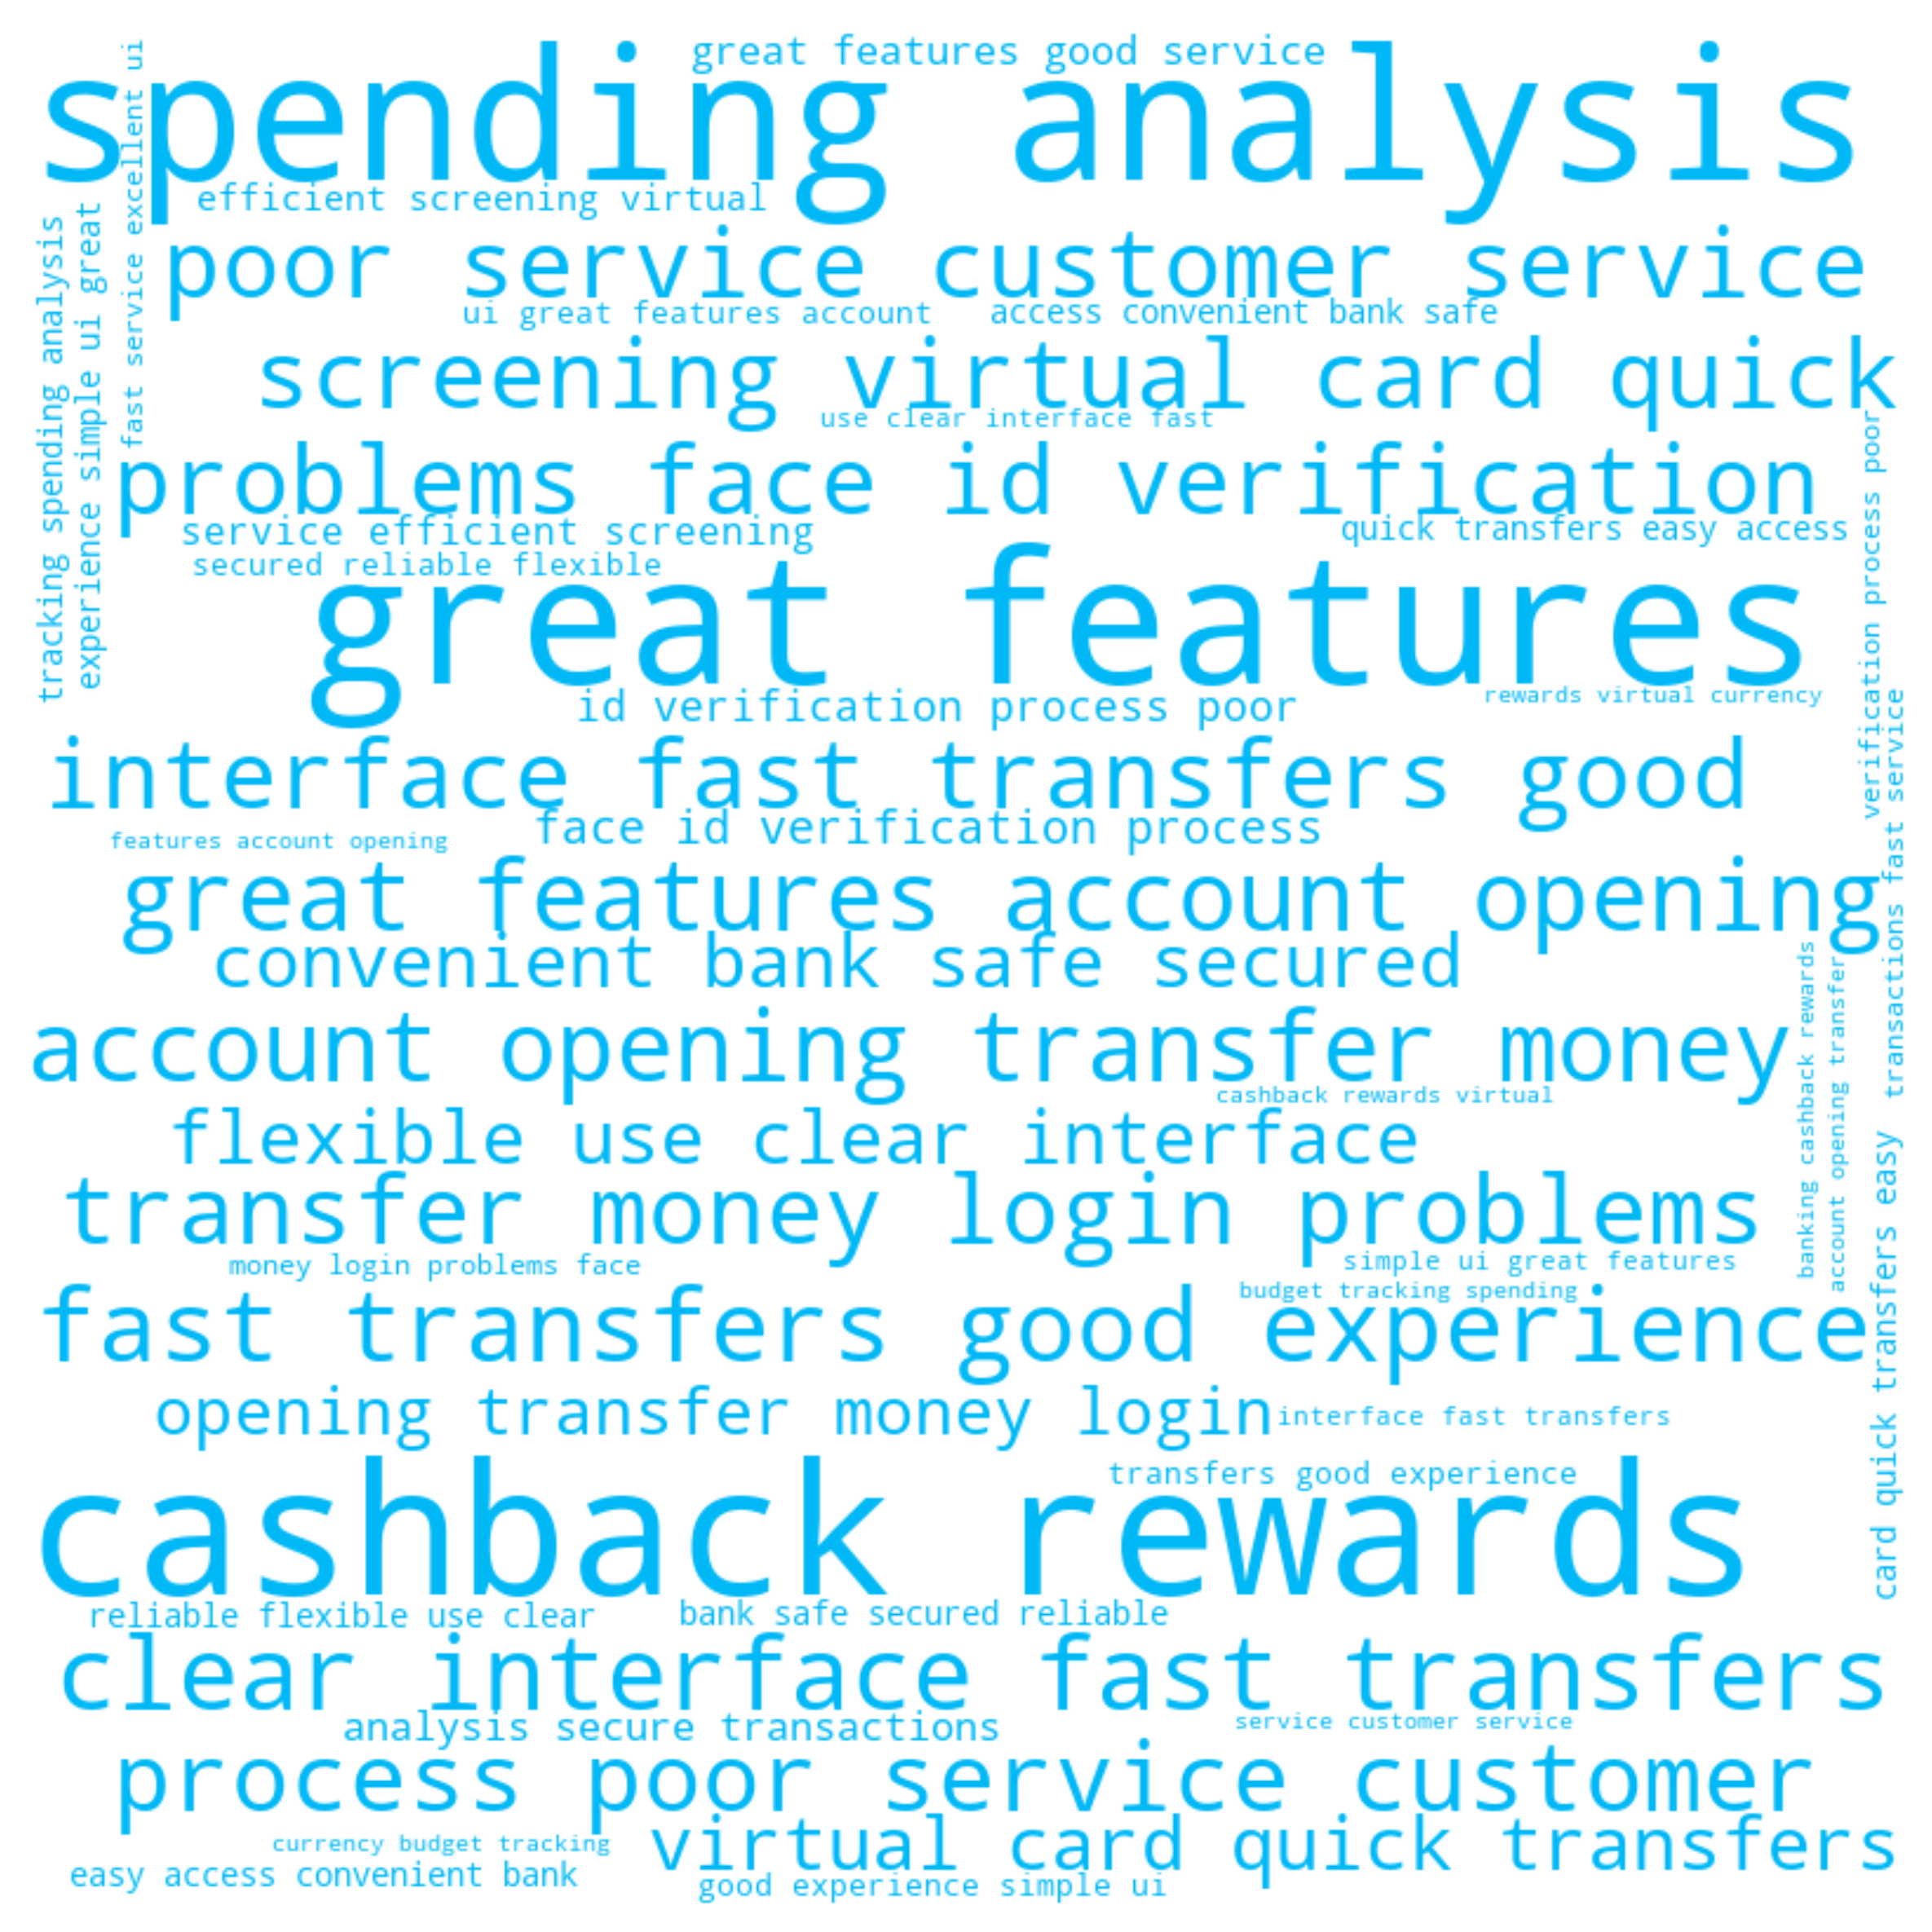 great features good service
spending analysis
efficient screening virtual
fast service excellent ui
tracking spending analysis
experience simple ui great
poor service customer service
ui great features account
access convenient bank safe
screening virtual card quick
use clear interface fast
problems face id verification
service efficient screening
quick transfers easy access
verification process poor
secured reliable flexible
great features
id verification process poor
rewards virtual currency
transactions fast service
interface fast transfers good
features account opening
face id verification process
great features account opening
convenient bank safe secured
banking cashback rewards
account opening transfer
account opening transfer money
cashback rewards virtual
flexible use clear interface
card quick transfers easy
transfer money login problems
money login problems face
simple ui great features
budget tracking spending
fast transfers good experience
opening transfer money login
interface fast transfers
transfers good experience
cashback rewards
reliable flexible use clear
bank safe secured reliable
clear interface fast transfers
analysis secure transactions
service customer service
process poor service customer
currency budget tracking
virtual card quick transfers
easy access convenient bank
good experience simple ui